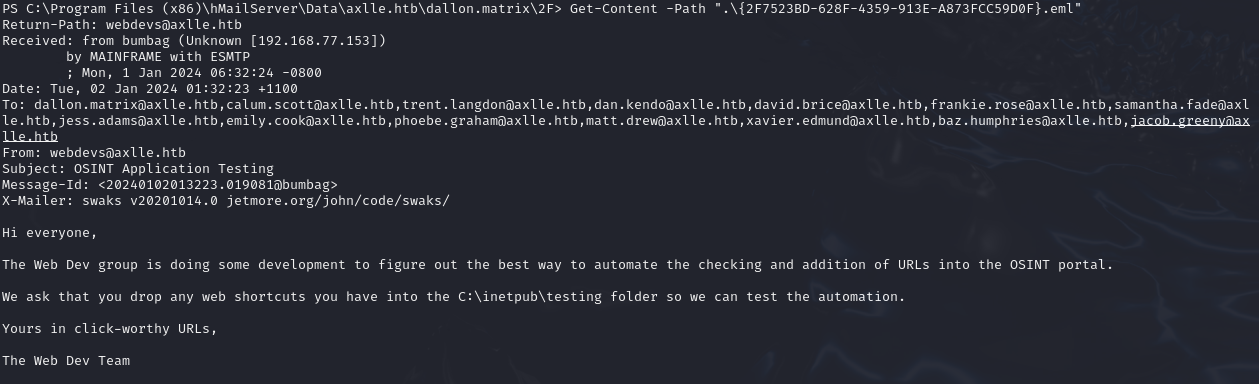 PS C:\Program Files (x86)\hMailServer\Data\axlle.htb\dallon.matrix\2F> Get-Content -Path ".\{2F7523BD-628F-4359-913E-A873FCC59D0F}.eml"
Return-Path: webdevs@axlle.htb
Received: from bumbag (Unknown [192.168.77.153])
        by MAINFRAME with ESMTP
        ; Mon, 1 Jan 2024 06:32:24 -0800
Date: Tue, 02 Jan 2024 01:32:23 +1100
To: dallon.matrix@axlle.htb,calum.scott@axlle.htb,trent.langdon@axlle.htb,dan.kendo@axlle.htb,david.brice@axlle.htb,frankie.rose@axlle.htb,samantha.fade@axl
le.htb,jess.adams@axlle.htb,emily.cook@axlle.htb,phoebe.graham@axlle.htb,matt.drew@axlle.htb,xavier.edmund@axlle.htb,baz.humphries@axlle.htb,jacob.greeny@ax
lle.htb
From: webdevs@axlle.htb
Subject: OSINT Application Testing
Message-Id: <20240102013223.019081@bumbag>
X-Mailer: swaks v20201014.0 jetmore.org/john/code/swaks/
Hi everyone,
The Web Dev group is doing some development to figure out the best way to automate the checking and addition of URLs into the OSINT portal.
We ask that you drop any web shortcuts you have into the C:\inetpub\testing folder so we can test the automation.
Yours in click-worthy URLs,
The Web Dev Team